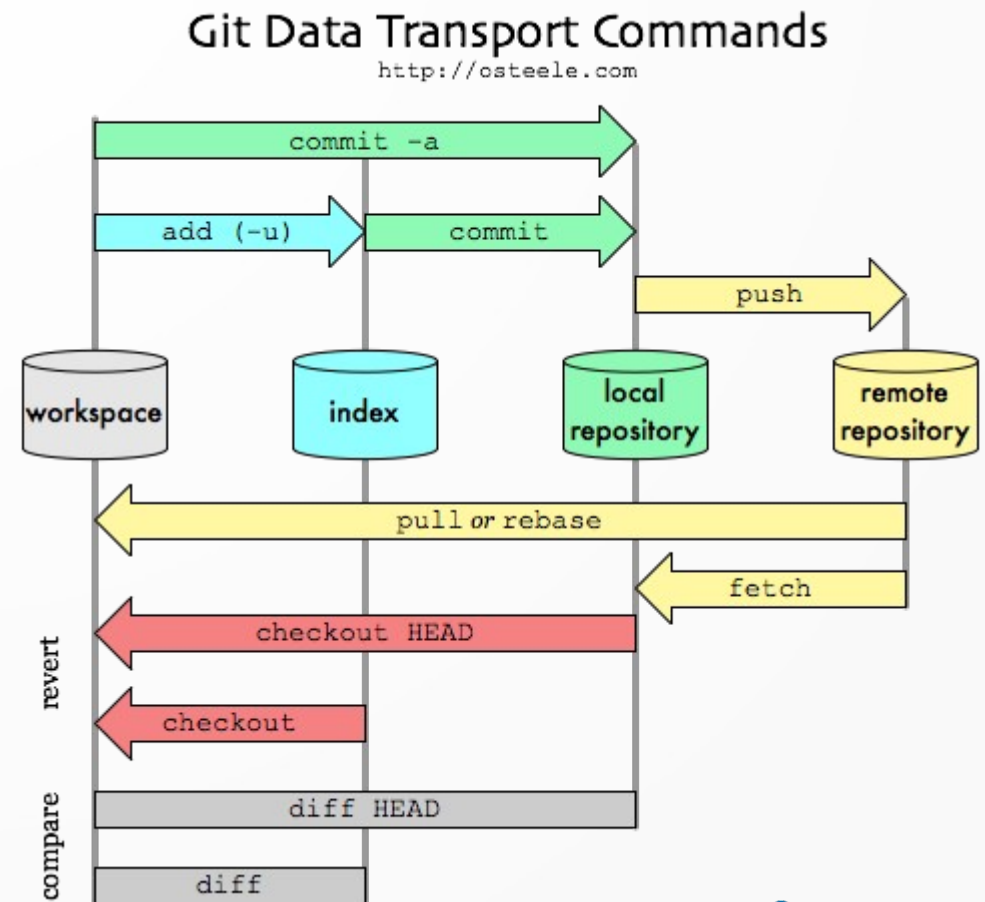 Git Data Transport Commands
http://osteele.com
commit -a
add (-u)
commit
push
workspace
index
local
repository
remote
repository
pull or rebase
fetch
revert
checkout HEAD
checkout
compare
diff HEAD
diff